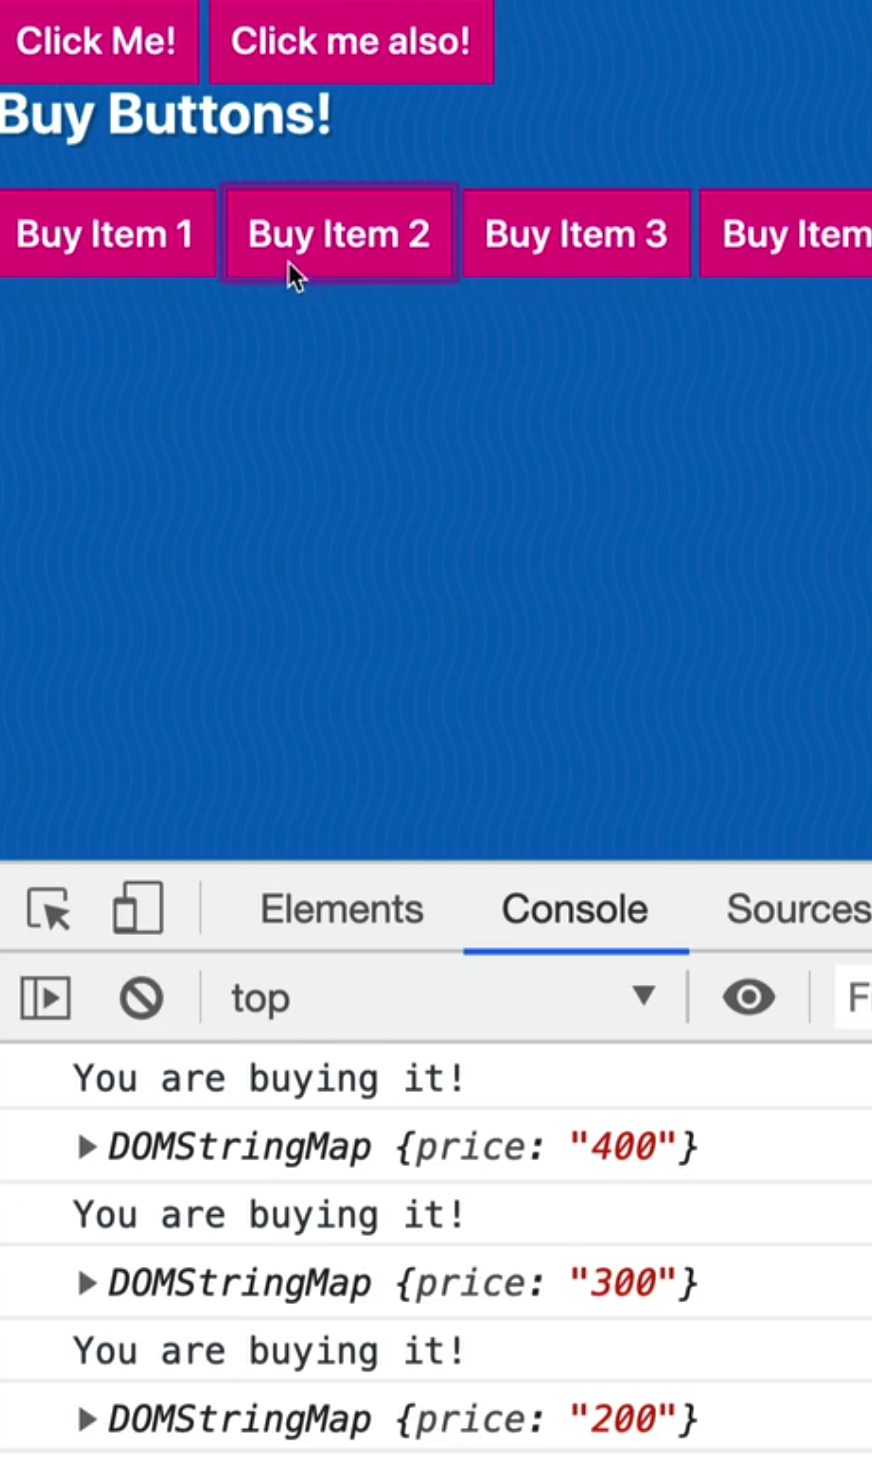 Click Me! Click me also!
Buy Buttons!
Buy Item 1 Buy Item 2 Buy Item 3 Buy Item
Elements Console Sources
top
You are buying it!
DOMStringMap {price: "400"}
You are buying it!
DOMStringMap {price: "300"}
You are buying it!
DOMStringMap {price: "200"}